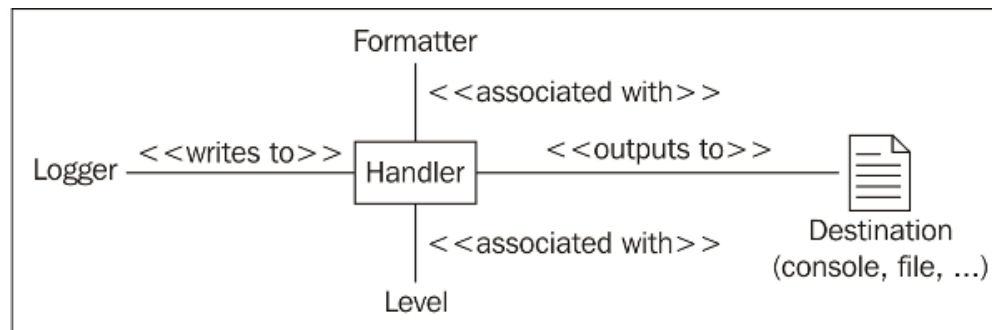 Formatter
<<associated with>>
<<writes to>>
<<outputs to>>
Logger
Handler
<<associated with>>
Destination
(console, file, ...)
Level